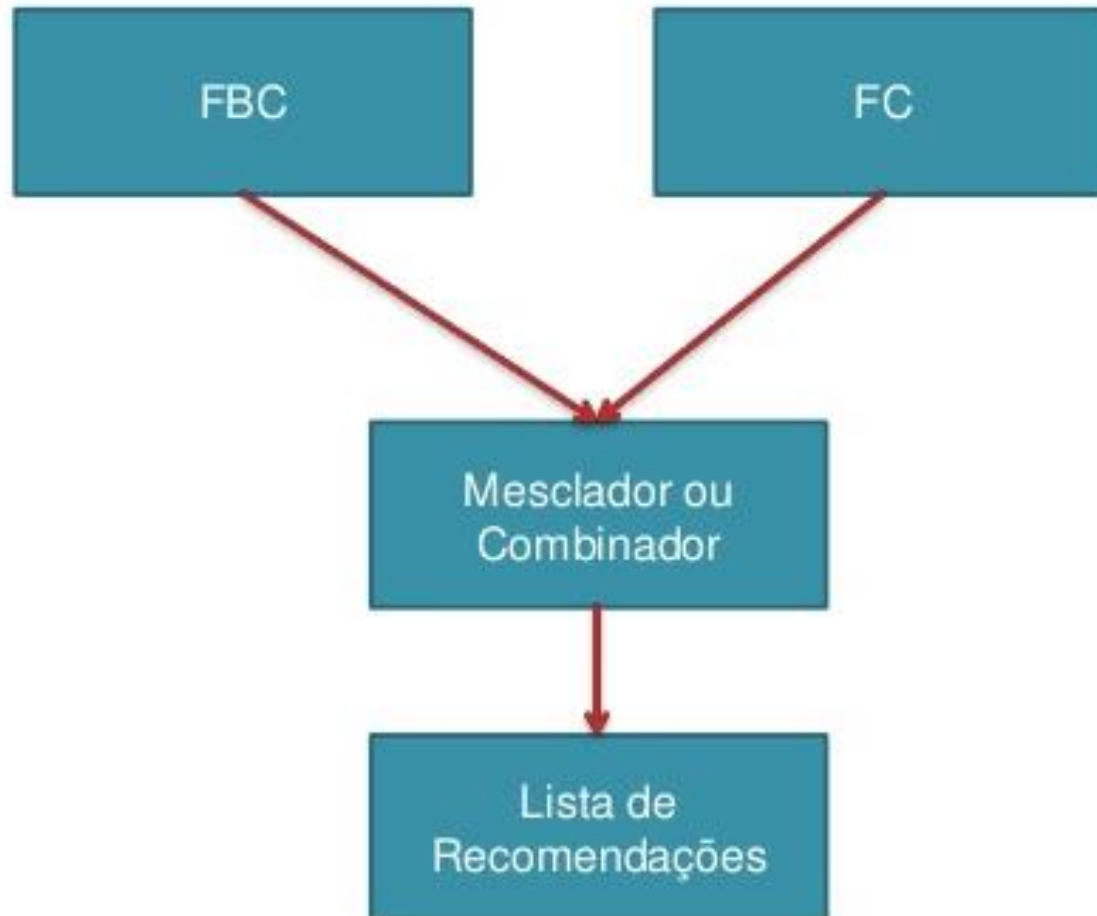 FBC
FC
Mesclador ou
Combinador
Lista de
Recomendações